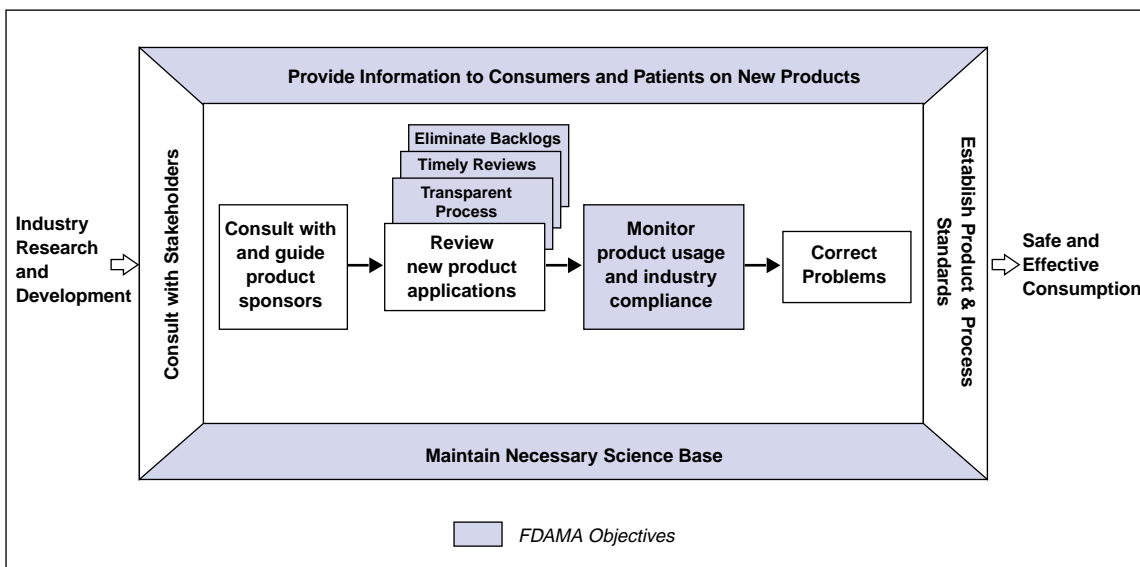 Provide Information to Consumers and Patients on New Products
Industry
Research
and
Development
Consult with Stakeholders
Eliminate Backlogs
Timely Reviews
Transparent
Process
Consult with
and guide
product
sponsors
Review
new product
applications
Monitor
product usage
and industry
compliance
Correct
Problems
Establish Product & Process
Standards
Safe and
Effective
Consumption
Maintain Necessary Science Base
FDAMA Objectives